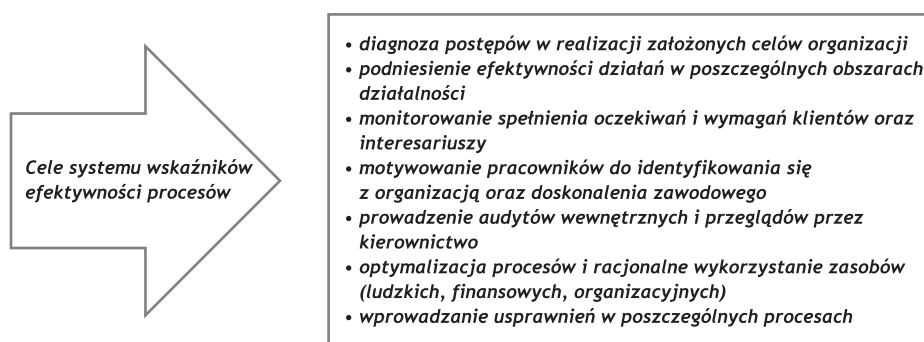 Cele systemu wskaźników
efektywności procesów
• diagnoza postępów w realizacji założonych celów organizacji
• podniesienie efektywności działań w poszczególnych obszarach
działalności
• monitorowanie spełnienia oczekiwań i wymagań klientów oraz
interesariuszy
• motywowanie pracowników do identyfikowania się
z organizacją oraz doskonalenia zawodowego
• prowadzenie audytów wewnętrznych i przeglądów przez
kierownictwo
• optymalizacja procesów i racjonalne wykorzystanie zasobów
(ludzkich, finansowych, organizacyjnych)
• wprowadzanie usprawnień w poszczególnych procesach